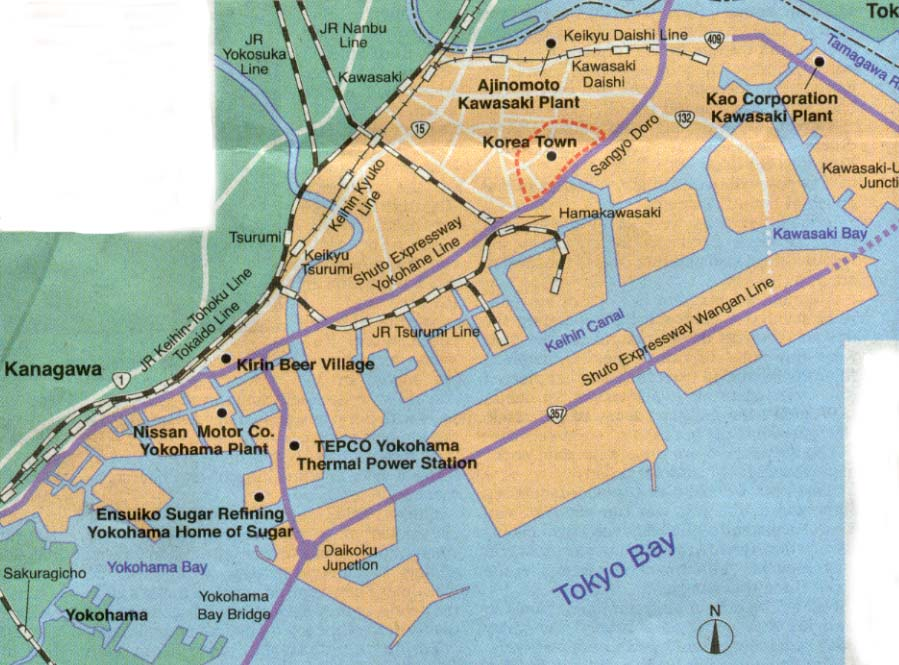 Tok
JR
Yokosuka
Line
JR Nanbu
Line
Keikyu Daishi Line
409
Tamagawa R
Kawasaki
Kawasaki
Daishi
Ajinomoto
Kawasaki Plant
Kao Corporation
Kawasaki Plant
15
132
Korea Town
Sangyo Doro
Kawasaki-U
Juncti
Keihin Kyuko
Line
Hamakawasaki
Tsurumi
Kawasaki Bay
Keikyu
Tsurumi
Shuto Expressway
Yokohane Line
JR Keihin-Tohoku Line
Tokaido Line
JR Tsurumi Line
Keihin Canal
Shuto Expressway Wangan Line
Kanagawa
1
Kirin Beer Village
357
Nissan Motor Co.
Yokohama Plant
TEPCO Yokohama
Thermal Power Station
Ensuiko Sugar Refining
Yokohama Home of Sugar
Daikoku
Junction
Tokyo Bay
Yokohama Bay
Sakuragicho
Yokohama
Bay Bridge
Yokohama
N